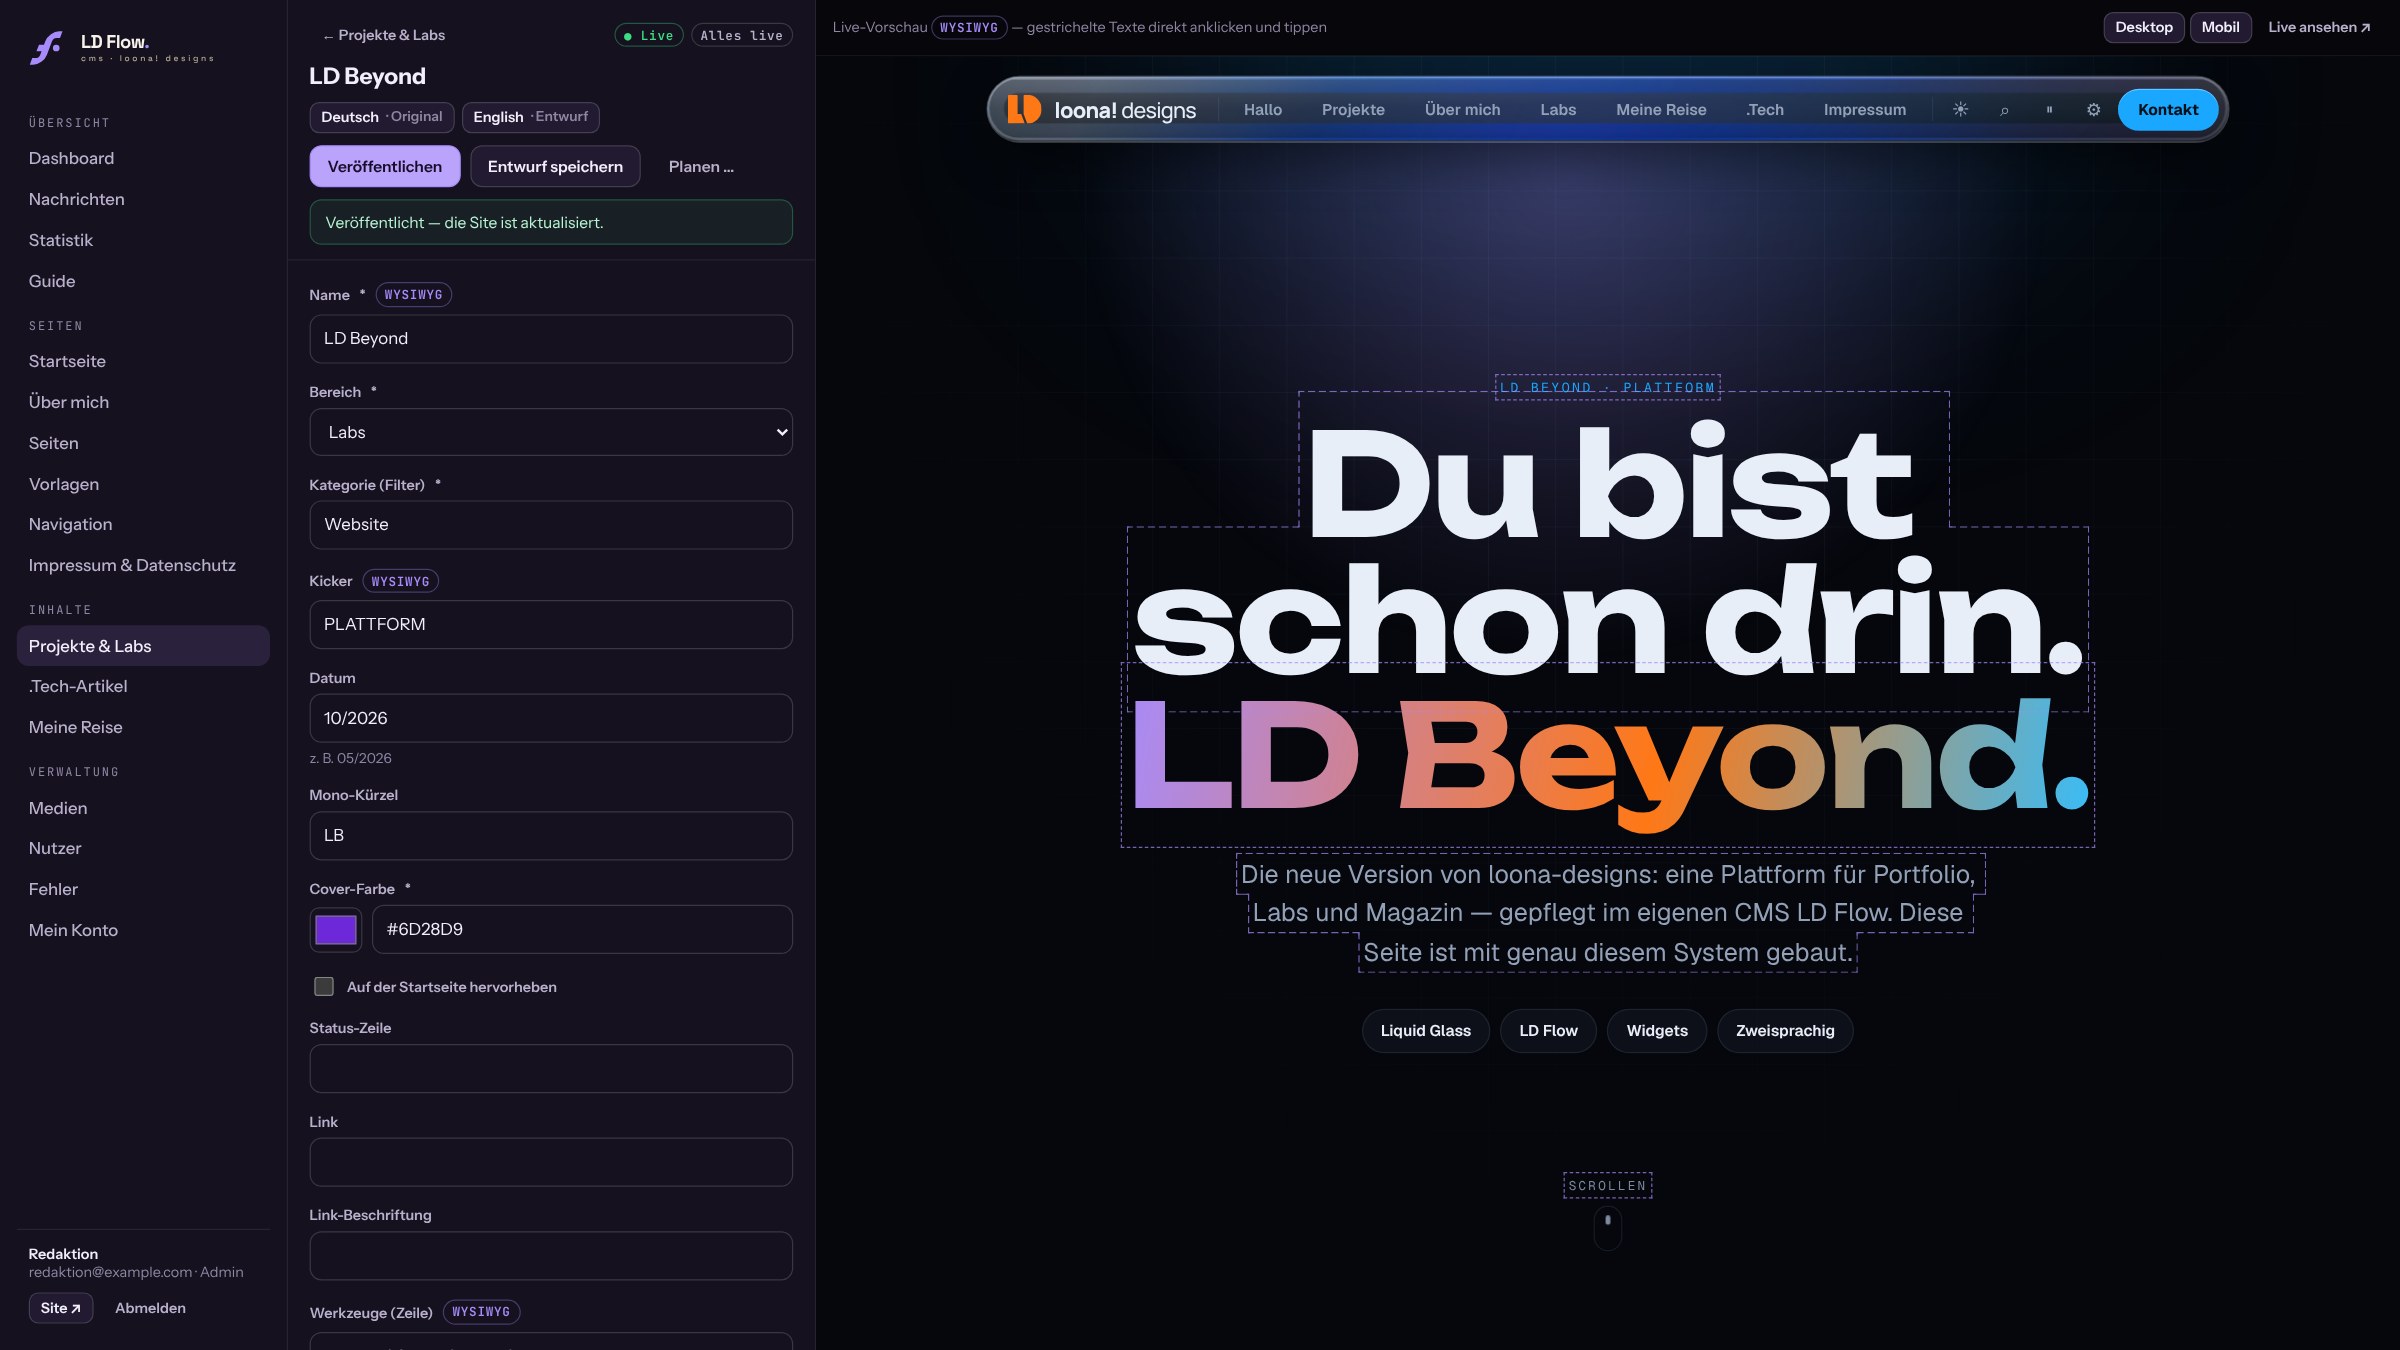 LD Flow.
cms · loona! designs
ÜBERSICHT
Dashboard
Nachrichten
Statistik
Guide
SEITEN
Startseite
Über mich
Seiten
Vorlagen
Navigation
Impressum & Datenschutz
INHALTE
Projekte & Labs
.Tech-Artikel
Meine Reise
VERWALTUNG
Medien
Nutzer
Fehler
Mein Konto
Redaktion
redaktion@example.com · Admin
Site ↗ Abmelden
← Projekte & Labs ● Live Alles live
LD Beyond
Deutsch · Original English · Entwurf
Veröffentlichen Entwurf speichern Planen ...
Veröffentlicht — die Site ist aktualisiert.
Name * WYSIWYG
LD Beyond
Bereich *
Labs
Kategorie (Filter) *
Website
Kicker WYSIWYG
PLATTFORM
Datum
10/2026
z. B. 05/2026
Mono-Kürzel
LB
Cover-Farbe *
#6D28D9
Auf der Startseite hervorheben
Status-Zeile
Link
Link-Beschriftung
Werkzeuge (Zeile) WYSIWYG
Live-Vorschau WYSIWYG — gestrichelte Texte direkt anklicken und tippen Desktop Mobil Live ansehen ↗
LD loona! designs Hallo Projekte Über mich Labs Meine Reise .Tech Impressum Kontakt
LD BEYOND · PLATTFORM
Du bist
schon drin.
LD Beyond.
Die neue Version von loona-designs: eine Plattform für Portfolio,
Labs und Magazin — gepflegt im eigenen CMS LD Flow. Diese
Seite ist mit genau diesem System gebaut.
Liquid Glass LD Flow Widgets Zweisprachig
SCROLLEN